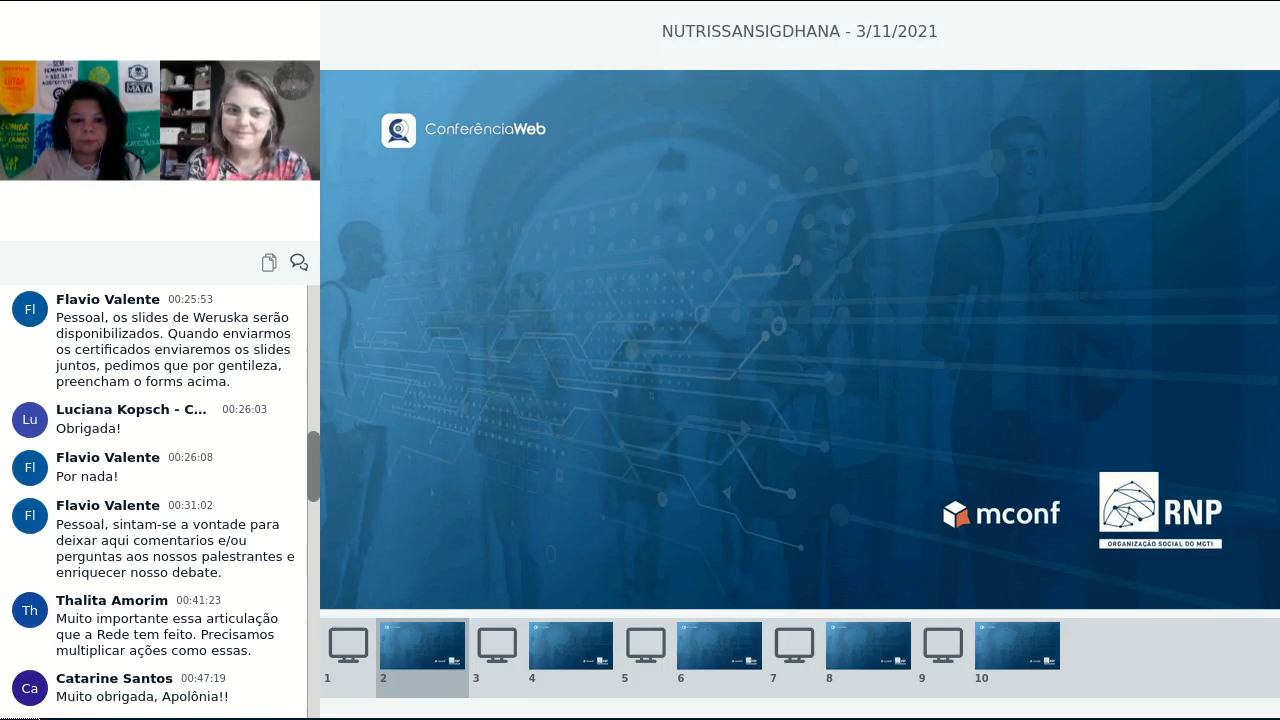 NUTRISSANSIGDHANA - 3/11/2021
SEM
FEMINISMO
NÃO HÁ
MATA
ConferênciaWeb
Fl
Flavio Valente 00:25:53
Pessoal, os slides de Weruska serão
disponibilizados. Quando enviarmos
os certificados enviaremos os slides
juntos, pedimos que por gentileza,
preencham o forms acima.
Lu
Luciana Kopsch - C... 00:26:03
Obrigada!
Fl
Flavio Valente 00:26:08
Por nada!
Fl
Flavio Valente 00:31:02
Pessoal, sintam-se a vontade para
deixar aqui comentarios e/ou
perguntas aos nossos palestrantes e
enriquecer nosso debate.
Th
Thalita Amorim 00:41:23
Muito importante essa articulação
que a Rede tem feito. Precisamos
multiplicar ações como essas.
Ca
Catarine Santos 00:47:19
Muito obrigada, Apolônia!!
mconf
RNP
ORGANIZAÇÃO SOCIAL DO MCTI
1 2 3 4 5 6 7 8 9 10